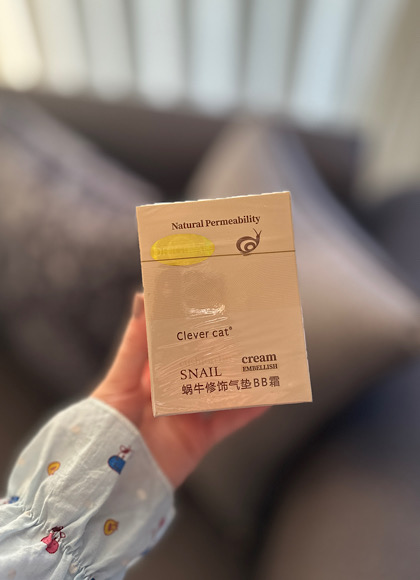 Natural Permeability
Clever cat®
SNAIL
cream
EMBELLISH
蜗牛修饰气垫BB霜